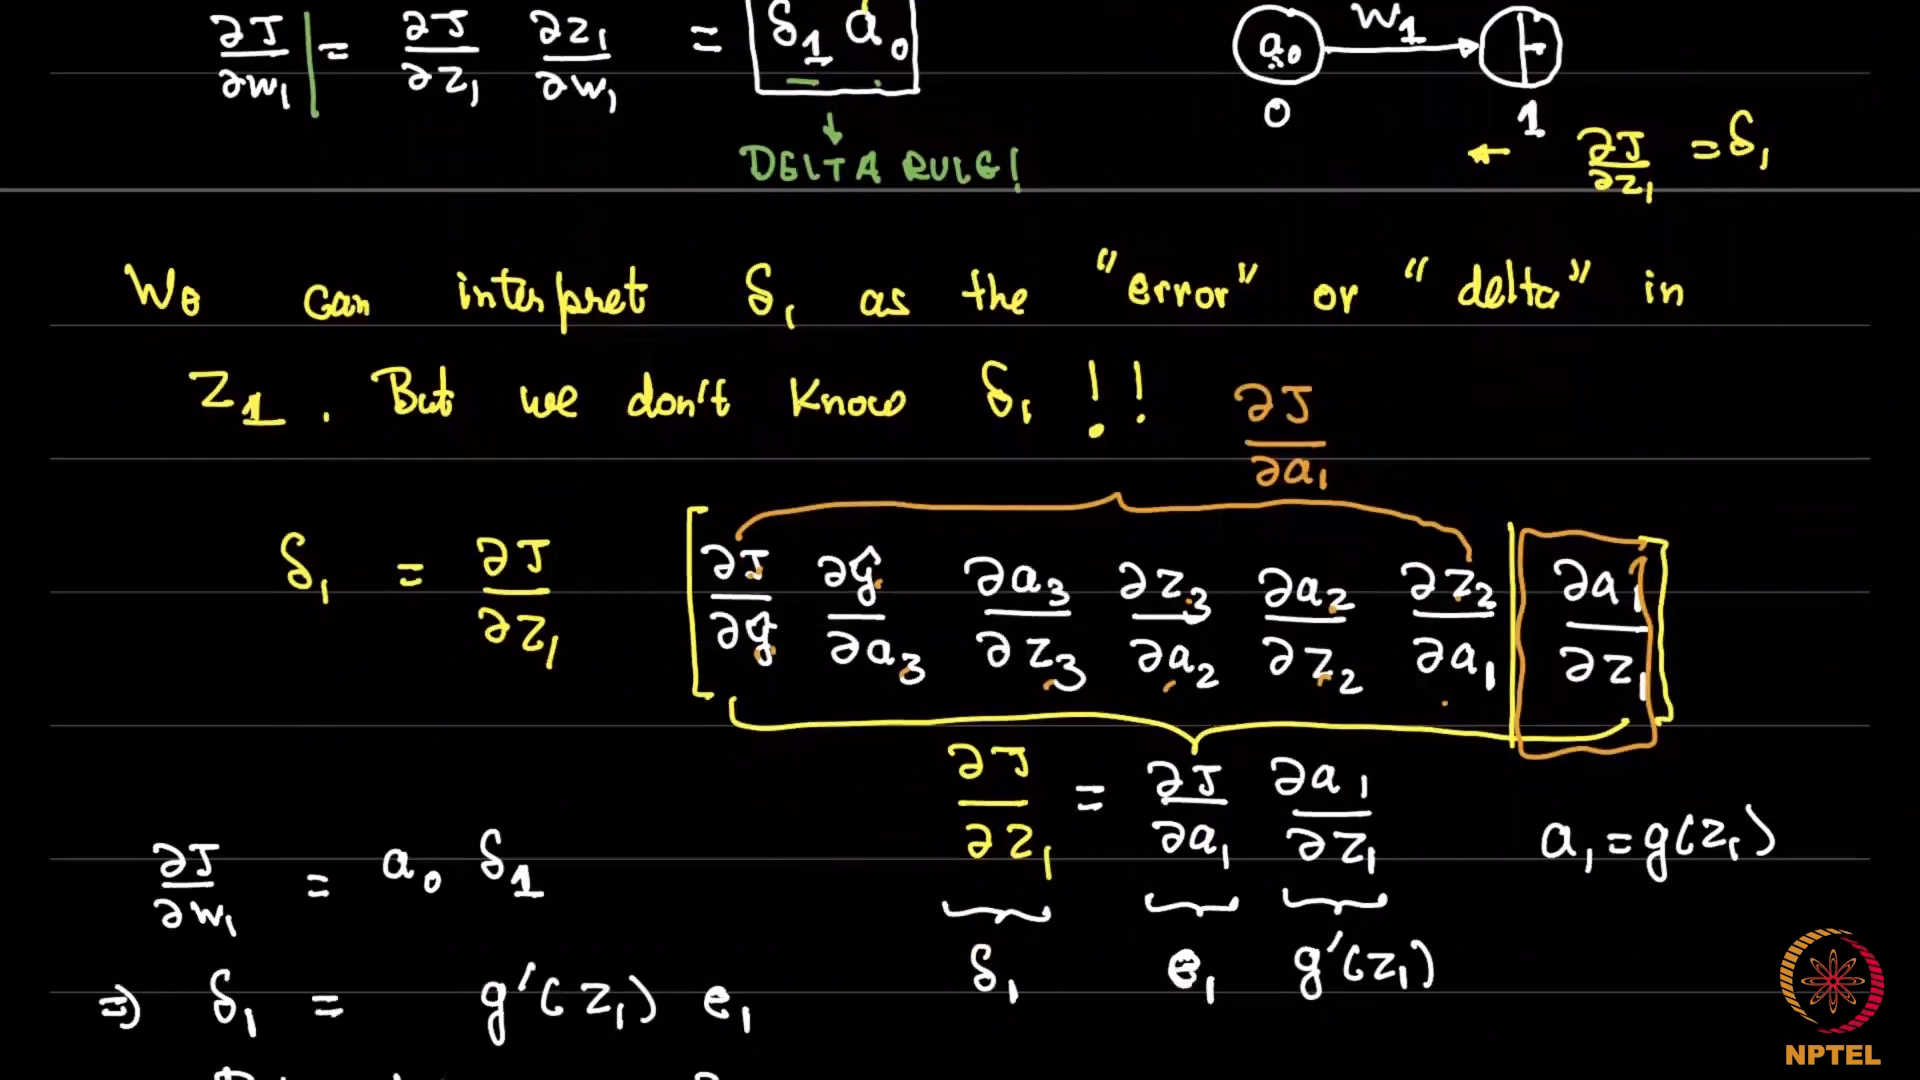 ∂J/∂w₁ = ∂J/∂z₁ ∂z₁/∂w₁ = δ₁ a₀
a₀ w₁
0 1
DELTA RULE!
← ∂J/∂z₁ = δ₁
We can interpret δ₁ as the "error" or "delta" in
z₁. But we don't know δ₁!!
∂J/∂a₁
δ₁ = ∂J/∂z₁ [∂J/∂ŷ ∂ŷ/∂a₃ ∂a₃/∂z₃ ∂z₃/∂a₂ ∂a₂/∂z₂ ∂z₂/∂a₁ | ∂a₁/∂z₁]
∂J/∂z₁ = ∂J/∂a₁ ∂a₁/∂z₁ a₁ = g(z₁)
∂J/∂w₁ = a₀ δ₁
δ₁ e₁ g'(z₁)
⇒ δ₁ = g'(z₁) e₁
NPTEL